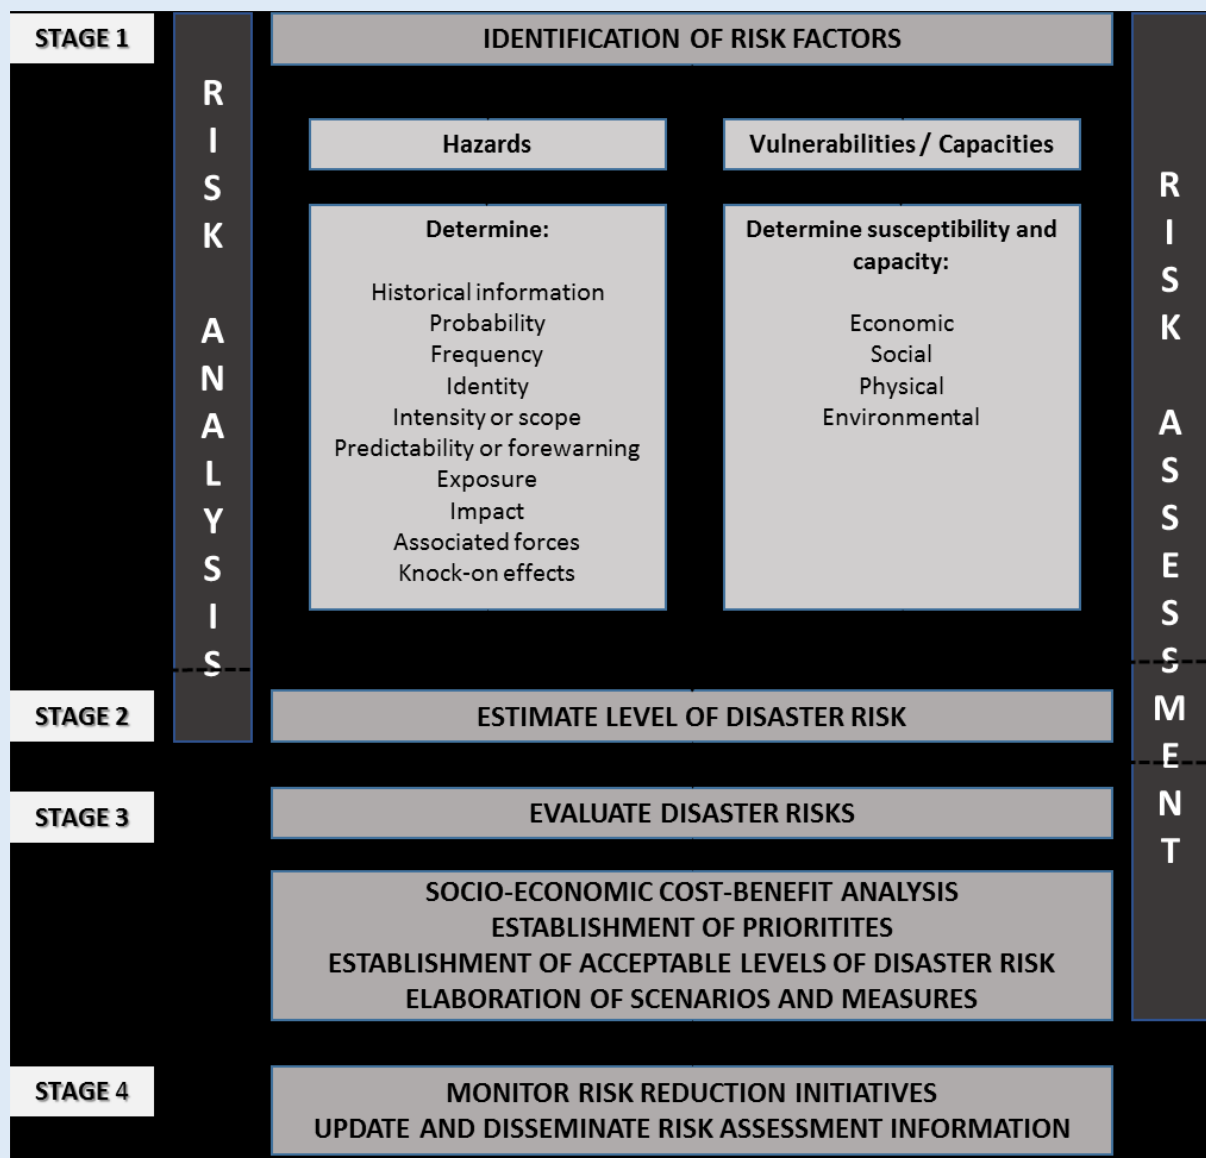 STAGE 1
RISK ANALYSIS
IDENTIFICATION OF RISK FACTORS
RISK ASSESSMENT
Hazards
Vulnerabilities / Capacities
Determine:
Historical information
Probability
Frequency
Identity
Intensity or scope
Predictability or forewarning
Exposure
Impact
Associated forces
Knock-on effects
Determine susceptibility and
capacity:
Economic
Social
Physical
Environmental
STAGE 2
ESTIMATE LEVEL OF DISASTER RISK
STAGE 3
EVALUATE DISASTER RISKS
SOCIO-ECONOMIC COST-BENEFIT ANALYSIS
ESTABLISHMENT OF PRIORITITES
ESTABLISHMENT OF ACCEPTABLE LEVELS OF DISASTER RISK
ELABORATION OF SCENARIOS AND MEASURES
STAGE 4
MONITOR RISK REDUCTION INITIATIVES
UPDATE AND DISSEMINATE RISK ASSESSMENT INFORMATION